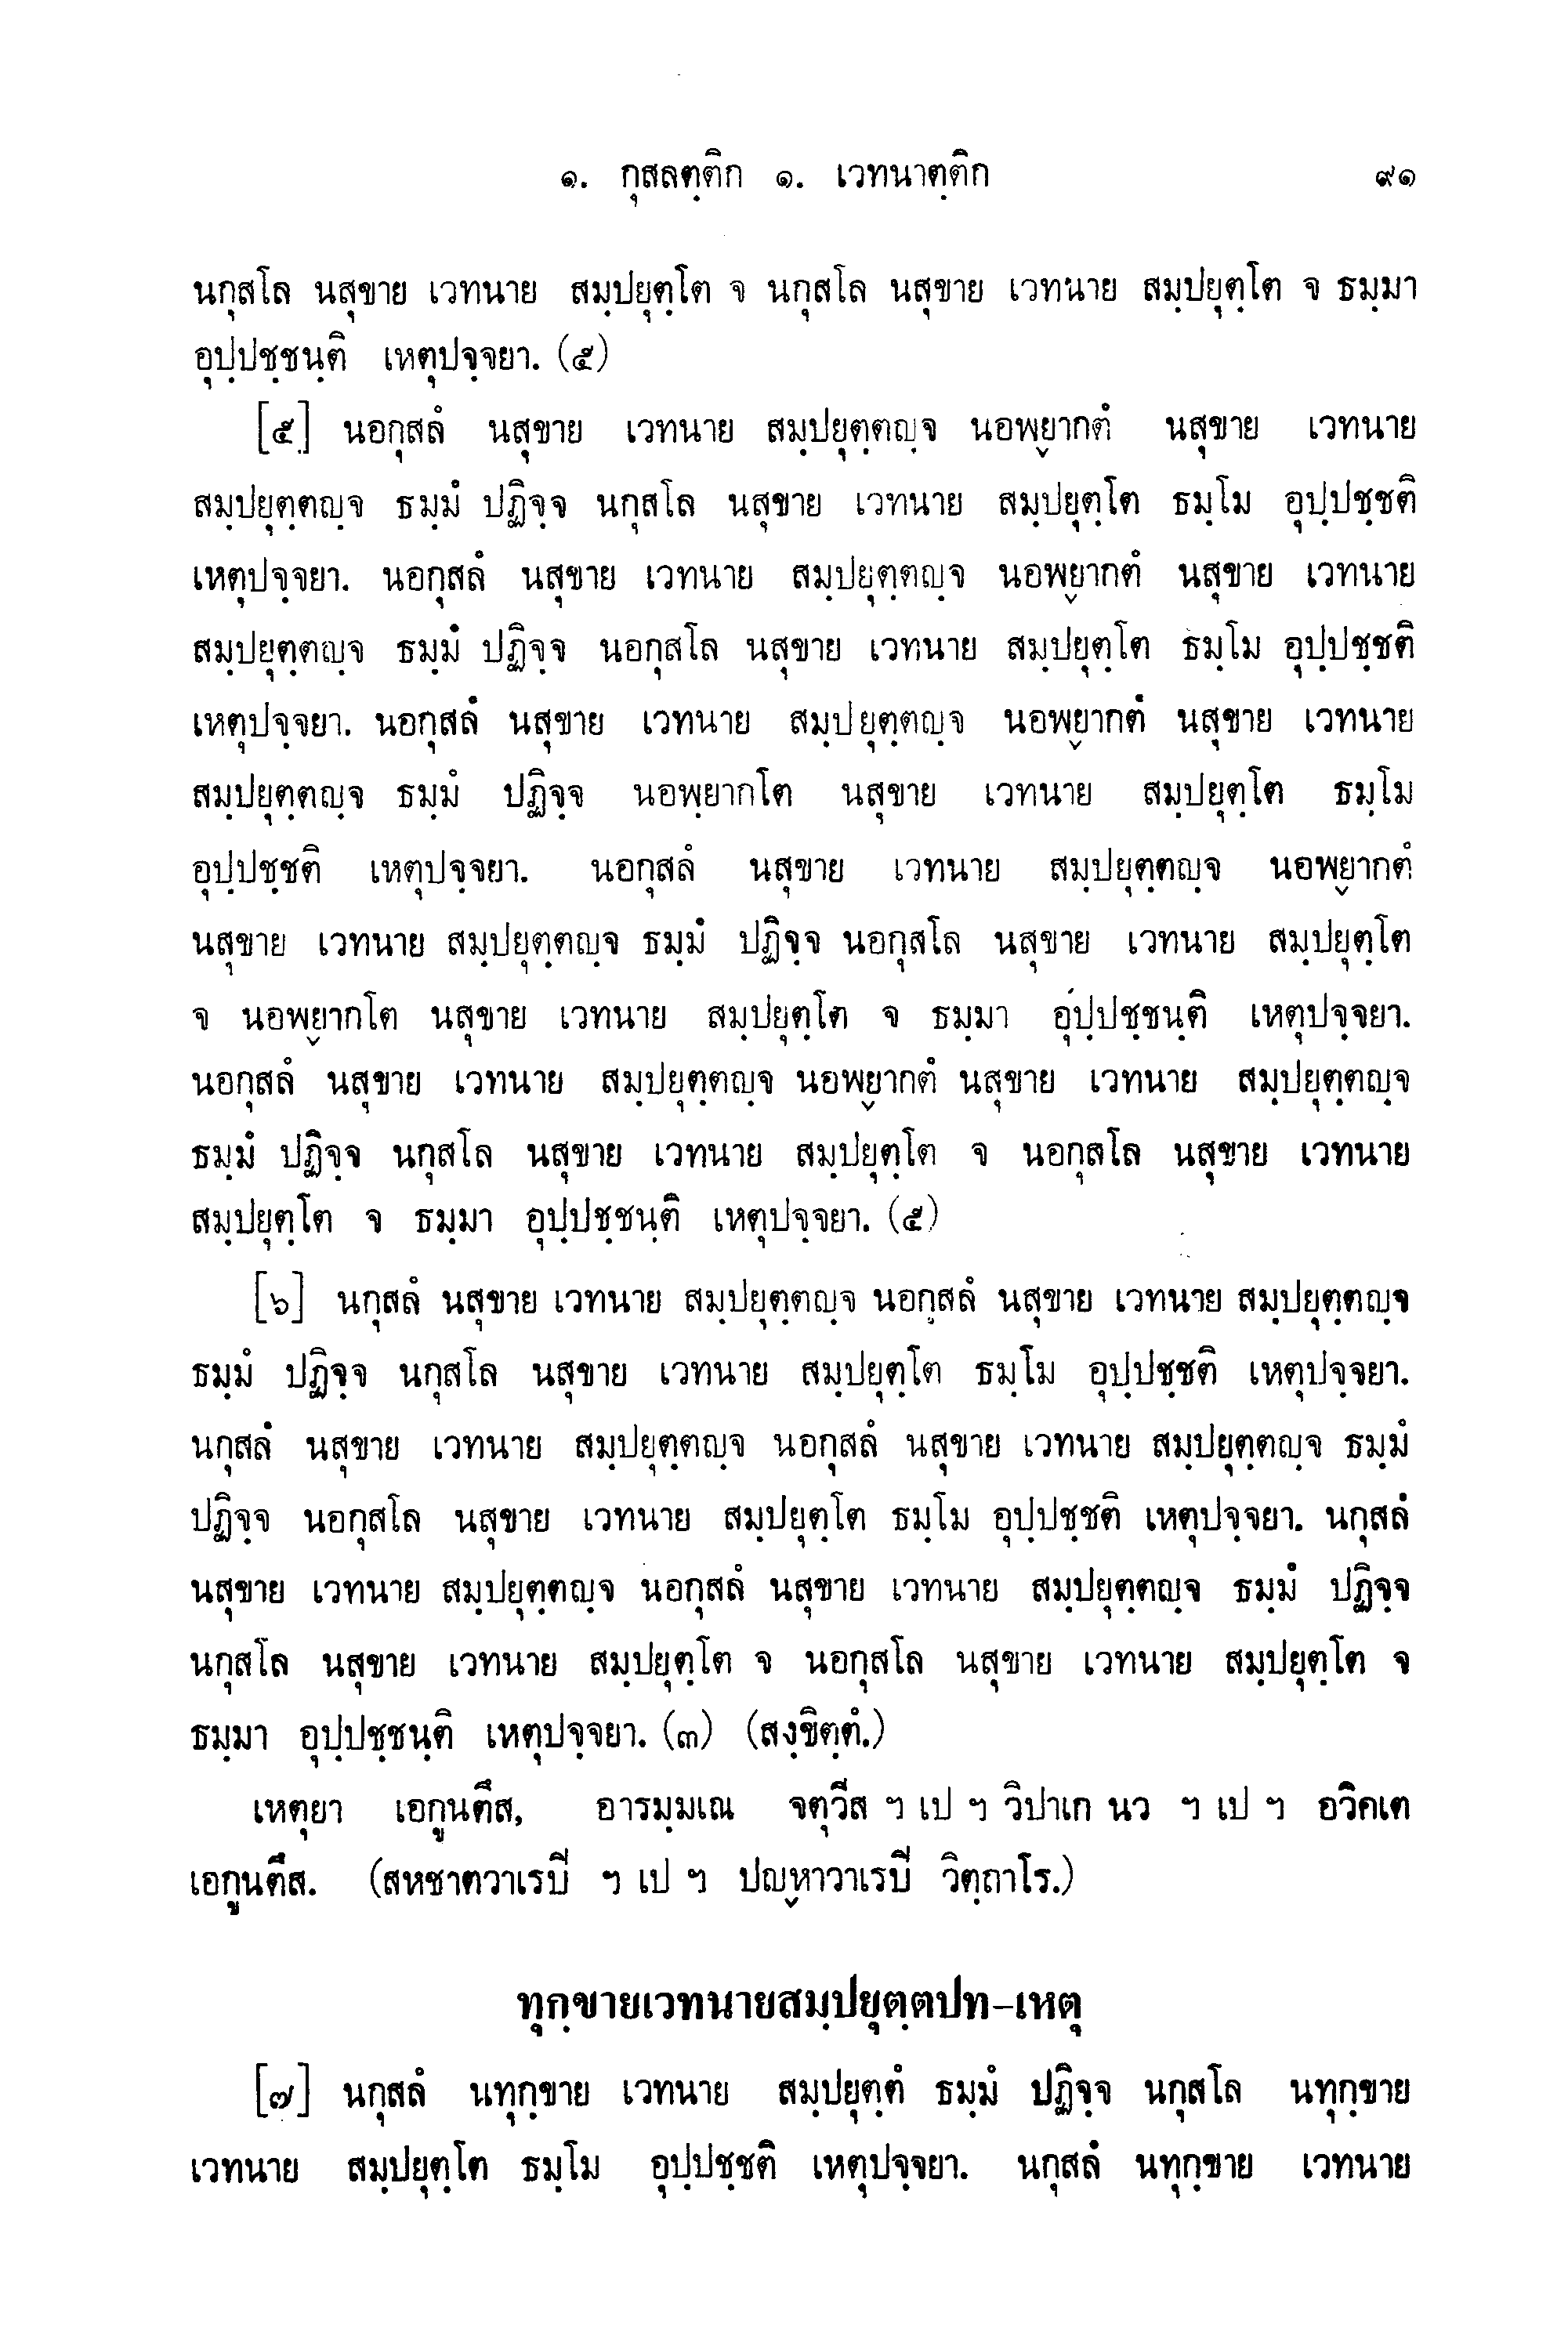 ๑. กุสลตฺติก ๑. เวทนาตฺติก ๙๑
นกุสโล นสุขาย เวทนาย สมฺปยุตฺโต จ นกุสโล นสุขาย เวทนาย สมฺปยุตฺโต จ ธมฺมา
อุปฺปชฺชนฺติ เหตุปจฺจยา. (๕)
[๕] นอกุสลํ นสุขาย เวทนาย สมฺปยุตฺตญฺจ นอพฺยากตํ นสุขาย เวทนาย
สมฺปยุตฺตญฺจ ธมฺมํ ปฏิจฺจ นกุสโล นสุขาย เวทนาย สมฺปยุตฺโต ธมฺโม อุปฺปชฺชติ
เหตุปจฺจยา. นอกุสลํ นสุขาย เวทนาย สมฺปยุตฺตญฺจ นอพฺยากตํ นสุขาย เวทนาย
สมฺปยุตฺตญฺจ ธมฺมํ ปฏิจฺจ นอกุสโล นสุขาย เวทนาย สมฺปยุตฺโต ธมฺโม อุปฺปชฺชติ
เหตุปจฺจยา. นอกุสลํ นสุขาย เวทนาย สมฺปยุตฺตญฺจ นอพฺยากตํ นสุขาย เวทนาย
สมฺปยุตฺตญฺจ ธมฺมํ ปฏิจฺจ นอพฺยากโต นสุขาย เวทนาย สมฺปยุตฺโต ธมฺโม
อุปฺปชฺชติ เหตุปจฺจยา. นอกุสลํ นสุขาย เวทนาย สมฺปยุตฺตญฺจ นอพฺยากตํ
นสุขาย เวทนาย สมฺปยุตฺตญฺจ ธมฺมํ ปฏิจฺจ นอกุสโล นสุขาย เวทนาย สมฺปยุตฺโต
จ นอพฺยากโต นสุขาย เวทนาย สมฺปยุตฺโต จ ธมฺมา อุปฺปชฺชนฺติ เหตุปจฺจยา.
นอกุสลํ นสุขาย เวทนาย สมฺปยุตฺตญฺจ นอพฺยากตํ นสุขาย เวทนาย สมฺปยุตฺตญฺจ
ธมฺมํ ปฏิจฺจ นกุสโล นสุขาย เวทนาย สมฺปยุตฺโต จ นอกุสโล นสุขาย เวทนาย
สมฺปยุตฺโต จ ธมฺมา อุปฺปชฺชนฺติ เหตุปจฺจยา. (๕)
[๖] นกุสลํ นสุขาย เวทนาย สมฺปยุตฺตญฺจ นอกุสลํ นสุขาย เวทนาย สมฺปยุตฺตญฺจ
ธมฺมํ ปฏิจฺจ นกุสโล นสุขาย เวทนาย สมฺปยุตฺโต ธมฺโม อุปฺปชฺชติ เหตุปจฺจยา.
นกุสลํ นสุขาย เวทนาย สมฺปยุตฺตญฺจ นอกุสลํ นสุขาย เวทนาย สมฺปยุตฺตญฺจ ธมฺมํ
ปฏิจฺจ นอกุสโล นสุขาย เวทนาย สมฺปยุตฺโต ธมฺโม อุปฺปชฺชติ เหตุปจฺจยา. นกุสลํ
นสุขาย เวทนาย สมฺปยุตฺตญฺจ นอกุสลํ นสุขาย เวทนาย สมฺปยุตฺตญฺจ ธมฺมํ ปฏิจฺจ
นกุสโล นสุขาย เวทนาย สมฺปยุตฺโต จ นอกุสโล นสุขาย เวทนาย สมฺปยุตฺโต จ
ธมฺมา อุปฺปชฺชนฺติ เหตุปจฺจยา. (๓) (สงฺขิตฺตํ.)
เหตุยา เอกูนตึส, อารมฺมเณ จตุวีส ฯ เป ฯ วิปาเก นว ฯ เป ฯ อวิคเต
เอกูนตึส. (สหชาตวาเรปี ฯ เป ฯ ปญฺหาวาเรปี วิตฺถาโร.)
ทุกฺขายเวทนายสมฺปยุตฺตปท-เหตุ
[๗] นกุสลํ นทุกฺขาย เวทนาย สมฺปยุตฺตํ ธมฺมํ ปฏิจฺจ นกุสโล นทุกฺขาย
เวทนาย สมฺปยุตฺโต ธมฺโม อุปฺปชฺชติ เหตุปจฺจยา. นกุสลํ นทุกฺขาย เวทนาย